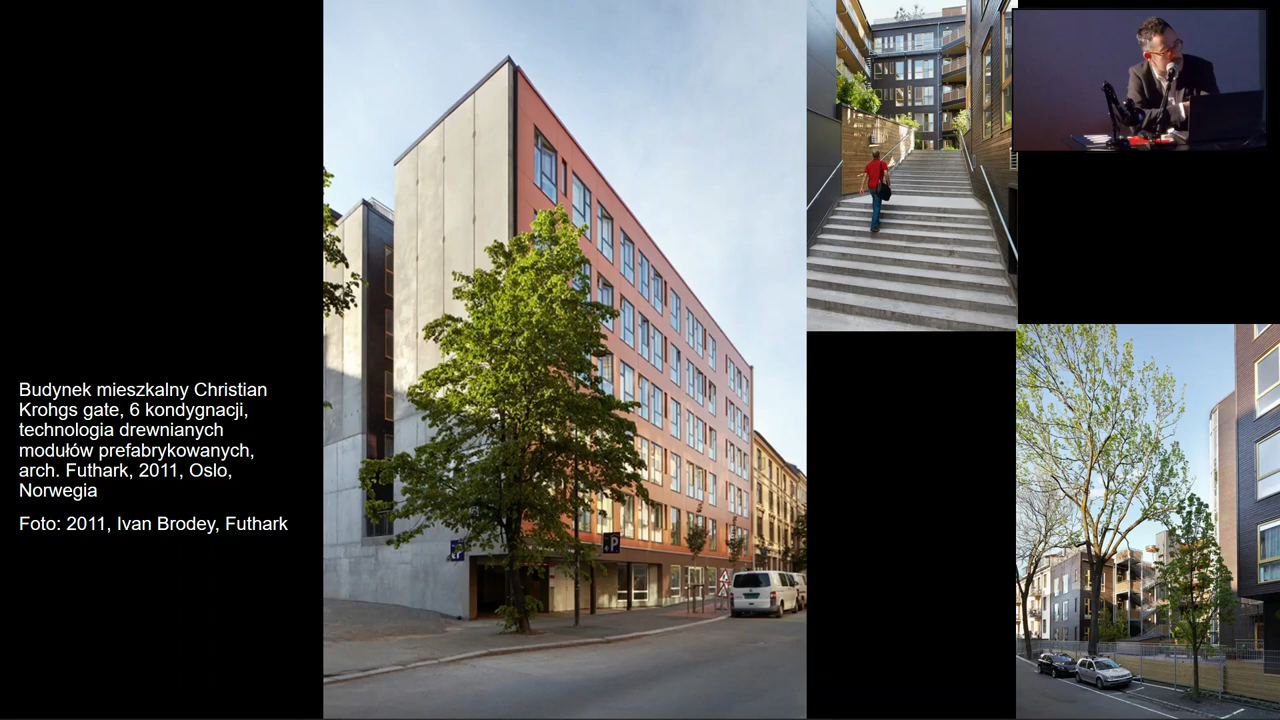 Budynek mieszkalny Christian
Krohgs gate, 6 kondygnacji,
technologia drewnianych
modułów prefabrykowanych,
arch. Futhark, 2011, Oslo,
Norwegia
Foto: 2011, Ivan Brodey, Futhark
P